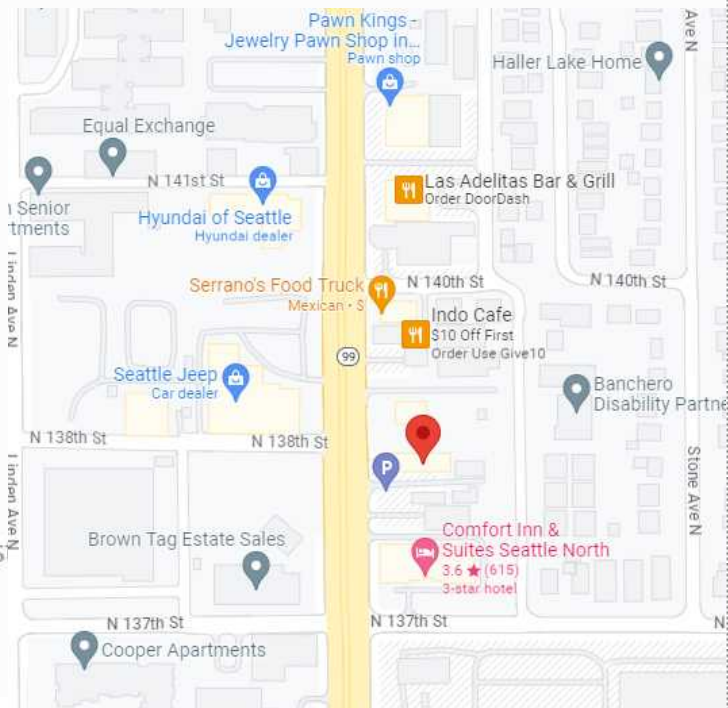 Pawn Kings -
Jewelry Pawn Shop in...
Pawn shop
Ave N
Haller Lake Home
Equal Exchange
N 141st St
Las Adelitas Bar & Grill
Order DoorDash
Senior
Hyundai of Seattle
Hyundai dealer
Linden Ave N
Serrano's Food Truck
Mexican • $
N 140th St
N 140th St
Indo Cafe
$10 Off First
Order Use Give10
99
Seattle Jeep
Car dealer
Banchero
Disability Partne
N 138th St
N 138th St
P
Linden Ave N
Stone Ave N
Brown Tag Estate Sales
Comfort Inn &
Suites Seattle North
3.6 ★ (615)
3-star hotel
N 137th St
N 137th St
N
Cooper Apartments